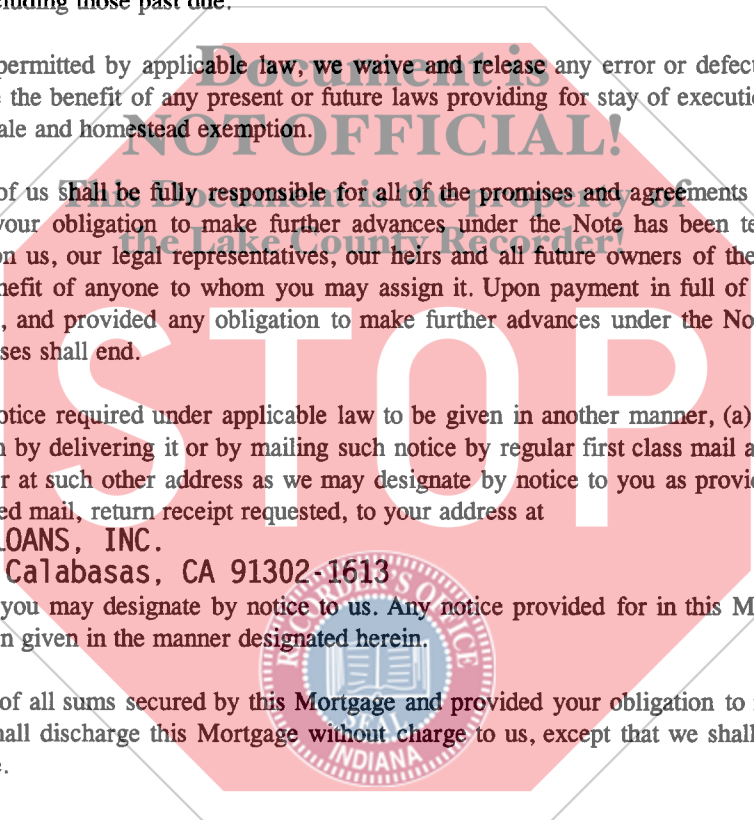 cluding those past due.
permitted by applicable law, we waive and release any error or defect
the benefit of any present or future laws providing for stay of executi
ale and homestead exemption.
of us shall be fully responsible for all of the promises and agreements
your obligation to make further advances under the Note has been te
on us, our legal representatives, our heirs and all future owners of the
nefit of anyone to whom you may assign it. Upon payment in full of
, and provided any obligation to make further advances under the No
ses shall end.
otice required under applicable law to be given in another manner, (a)
n by delivering it or by mailing such notice by regular first class mail a
r at such other address as we may designate by notice to you as provi
ed mail, return receipt requested, to your address at
LOANS, INC.
Calabasas, CA 91302-1613
you may designate by notice to us. Any notice provided for in this M
n given in the manner designated herein.
of all sums secured by this Mortgage and provided your obligation to
hall discharge this Mortgage without charge to us, except that we shall
.
Document is
NOT OFFICIAL!
This Document is the property of
the Lake County Recorder!
STOP
RECORDER'S OFFICE
SEAL
INDIANA